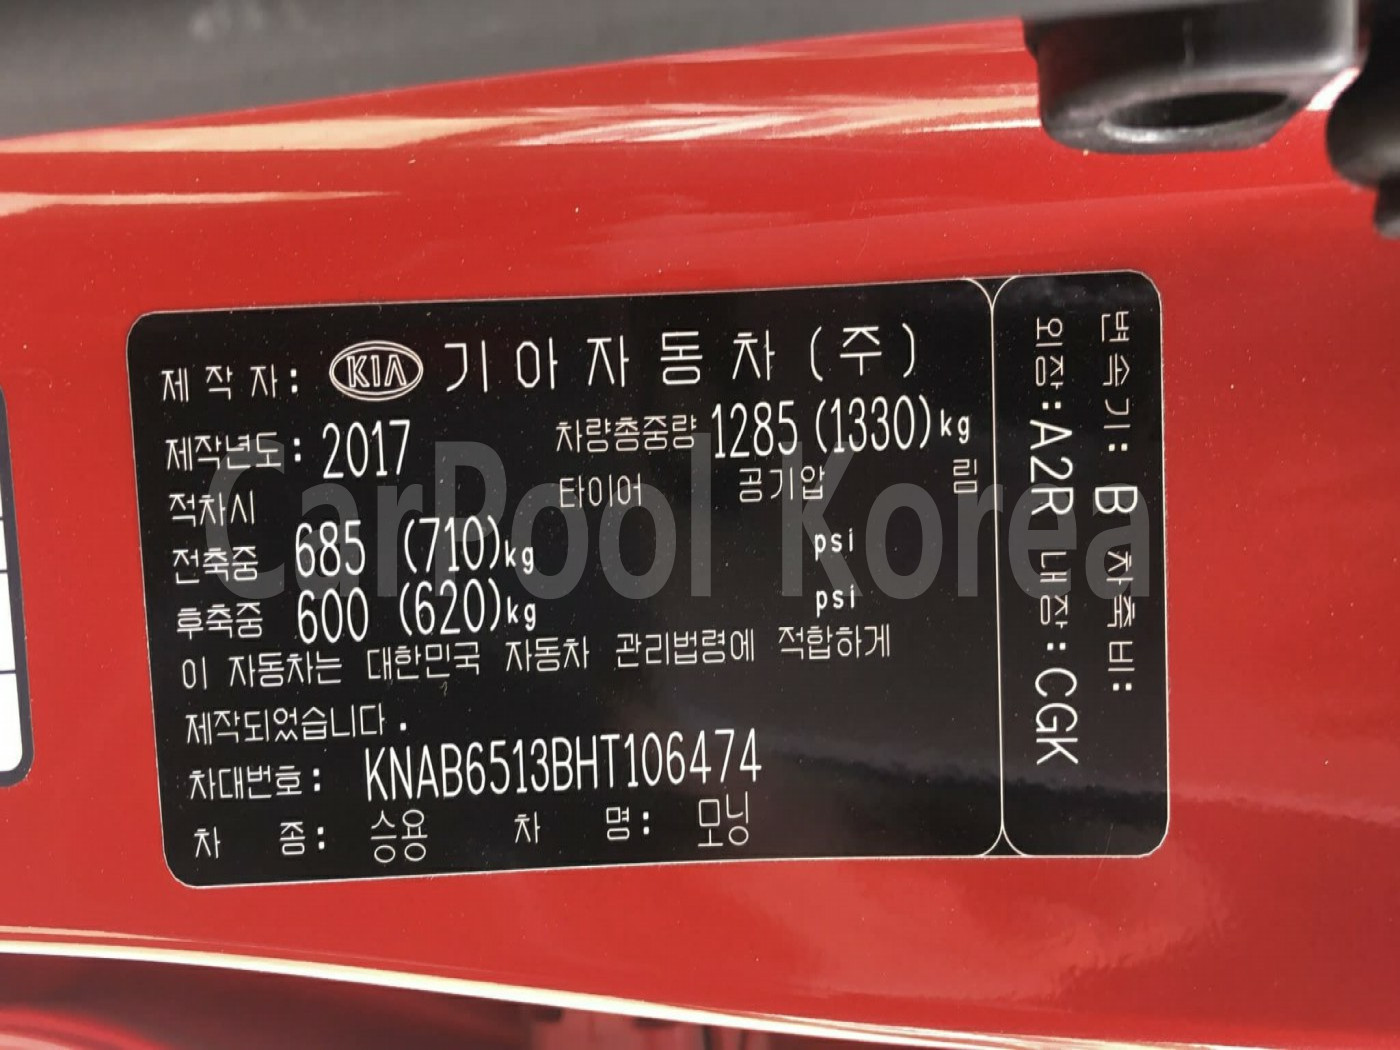 제 작 자 : KIA 기 아 자 동 차 ( 주 )
제작년도 : 2017 차량총중량 1285 (1330) kg
적차시 타이어 공기압 림
전축중 685 (710) kg psi
후축중 600 (620) kg psi
이 자동차는 대한민국 자동차 관리법령에 적합하게
제작되었습니다 .
차대번호 : KNAB6513BHT106474
차 종 : 승용 차 명 : 모닝
변속기 : B 차축비 :
외장 : A2R 내장 : CGK
CarPool Korea